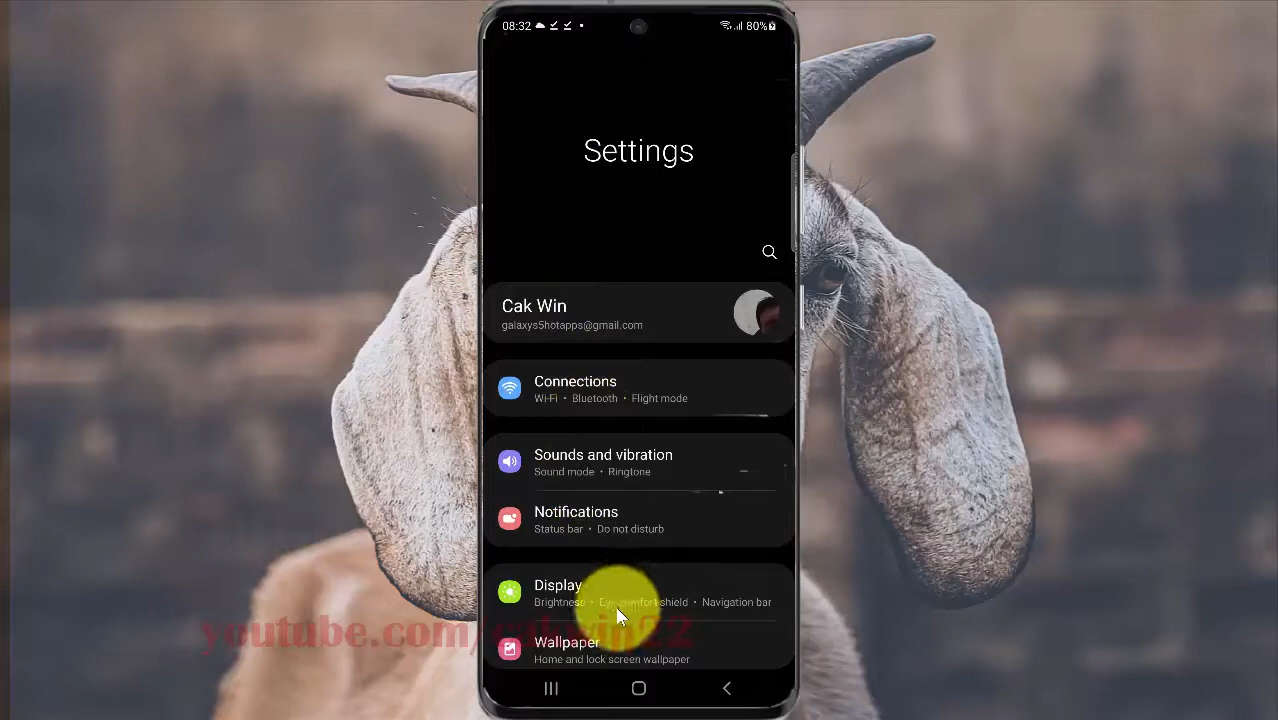 08:32
80%
Settings
Cak Win
galaxys5hotapps@gmail.com
Connections
Wi-Fi • Bluetooth • Flight mode
Sounds and vibration
Sound mode • Ringtone
Notifications
Status bar • Do not disturb
Display
Brightness • Eye comfort shield • Navigation bar
youtube.com/cakwin22
Wallpaper
Home and lock screen wallpaper